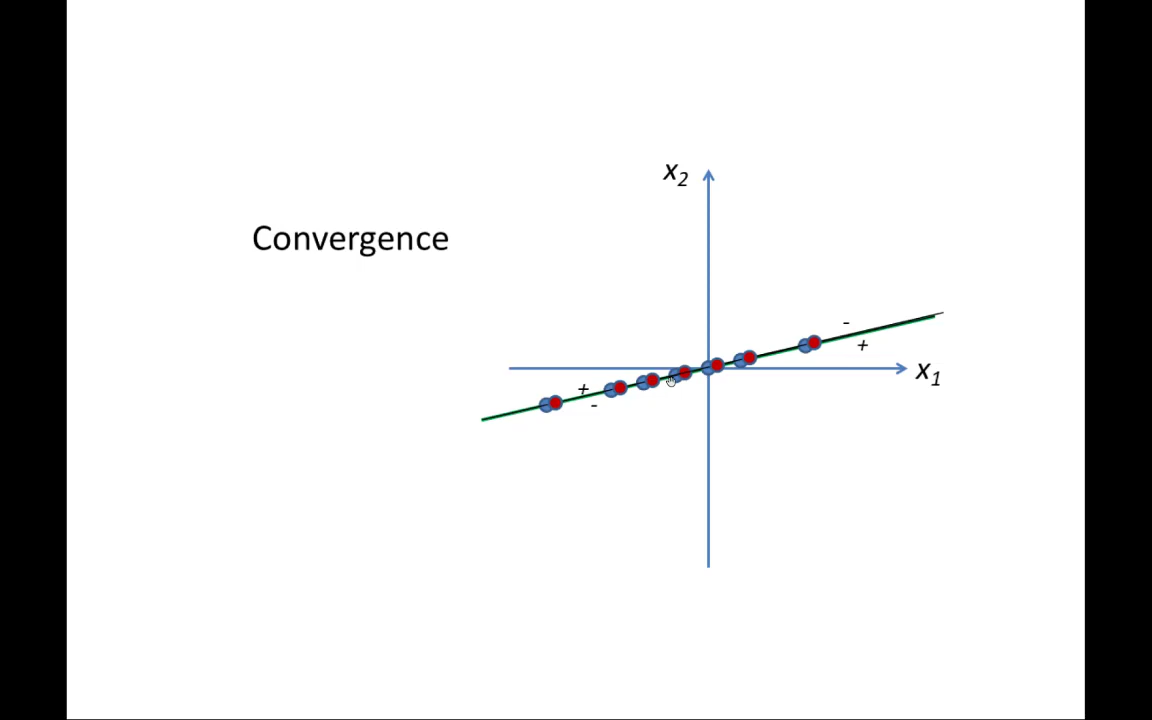 x2
Convergence
-
+
x1
+
-